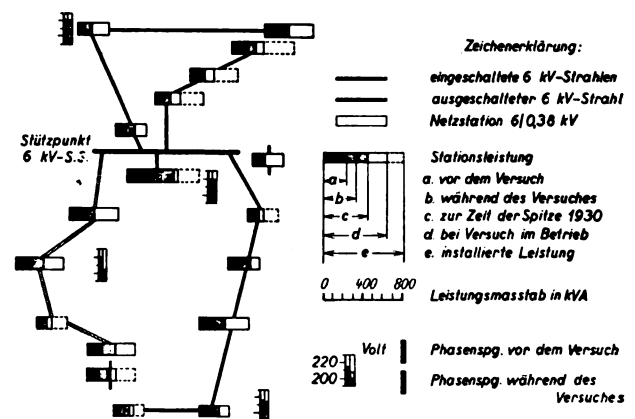 Zeichenerklärung:
eingeschaltete 6 kV-Strahlen
ausgeschalteter 6 kV-Strahl
Netzstation 6/0,38 kV
Stützpunkt
6 kV-S.S.
Stationsleistung
a
a. vor dem Versuch
b
b. während des Versuches
c
c. zur Zeit der Spitze 1930
d
d. bei Versuch im Betrieb
e
e. installierte Leistung
0 400 800
Leistungsmasstab in kVA
Volt
220
200
Phasenspg. vor dem Versuch
Phasenspg. während des
Versuches